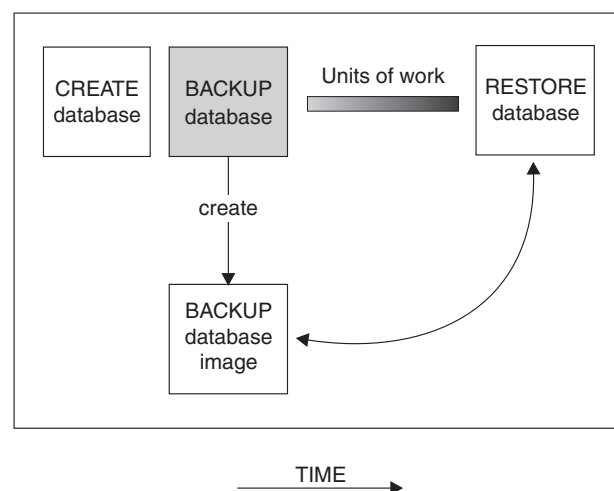 CREATE
database
BACKUP
database
Units of work
RESTORE
database
create
BACKUP
database
image
TIME